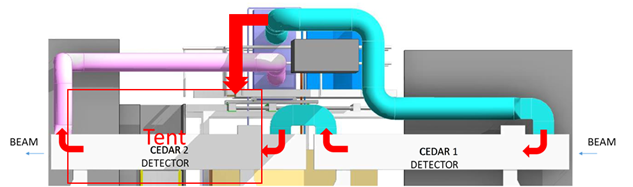 Tent
BEAM
CEDAR 2
DETECTOR
CEDAR 1
DETECTOR
BEAM